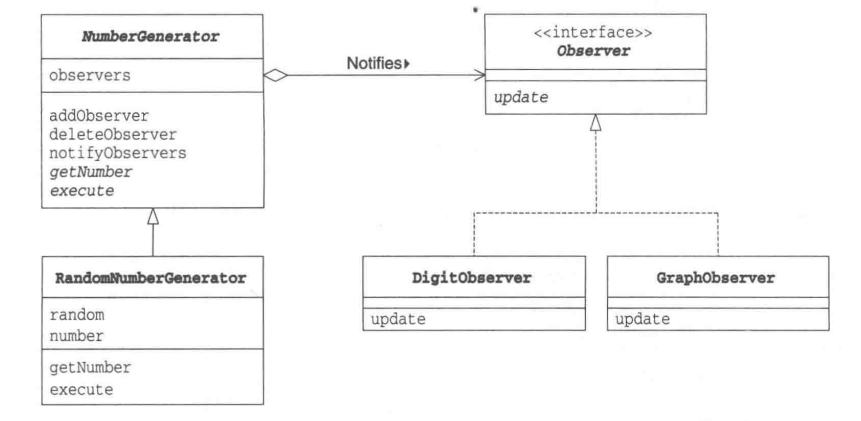 NumberGenerator
observers
addObserver
deleteObserver
notifyObservers
getNumber
execute
Notifies
<<interface>>
Observer
update
RandomNumberGenerator
random
number
getNumber
execute
DigitObserver
update
GraphObserver
update